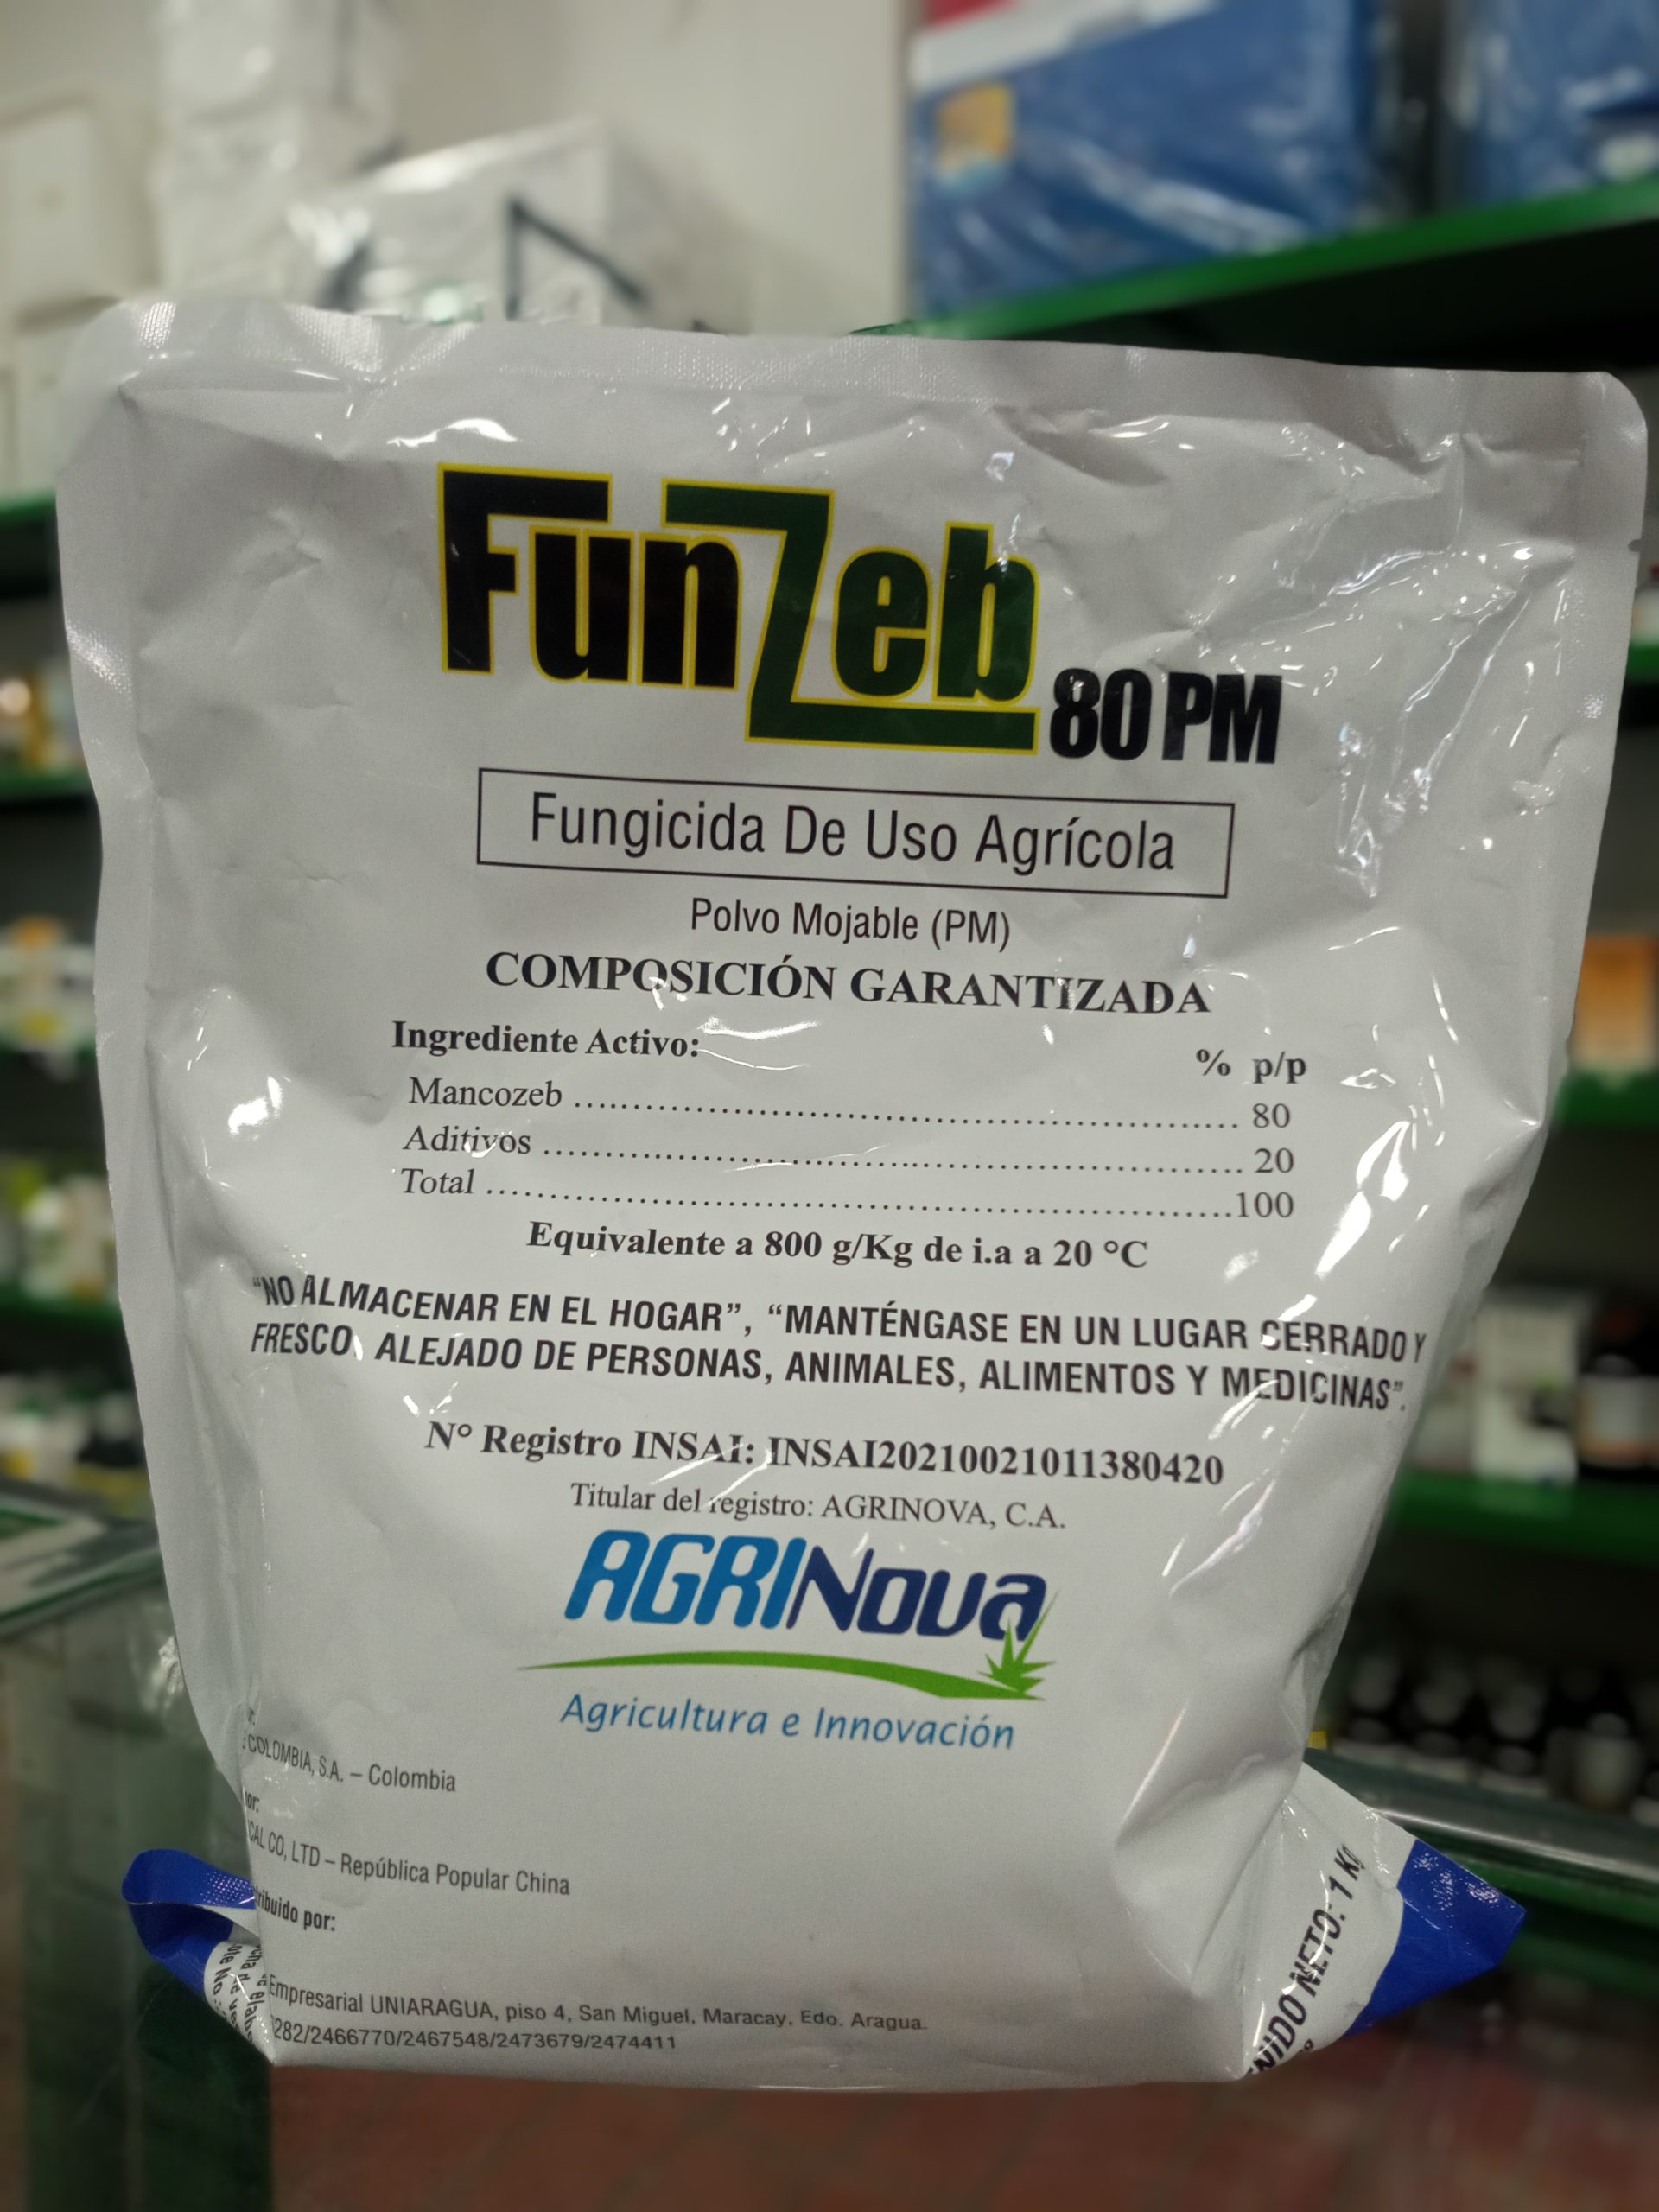 FunZeb 80 PM
Fungicida De Uso Agrícola
Polvo Mojable (PM)
COMPOSICIÓN GARANTIZADA
Ingrediente Activo:
% p/p
Mancozeb ........................................ 80
Aditivos ........................................ 20
Total ........................................100
Equivalente a 800 g/Kg de i.a a 20 °C
"NO ALMACENAR EN EL HOGAR", "MANTÉNGASE EN UN LUGAR CERRADO Y
FRESCO, ALEJADO DE PERSONAS, ANIMALES, ALIMENTOS Y MEDICINAS".
N° Registro INSAI: INSAI20210021011380420
Titular del registro: AGRINOVA, C.A.
AGRINova
Agricultura e Innovación
COLOMBIA, S.A. – Colombia
CO, LTD – República Popular China
por:
Empresarial UNIARAGUA, piso 4, San Miguel, Maracay. Edo. Aragua.
282/2466770/2467548/2473679/2474411
NETO: 1 Kg